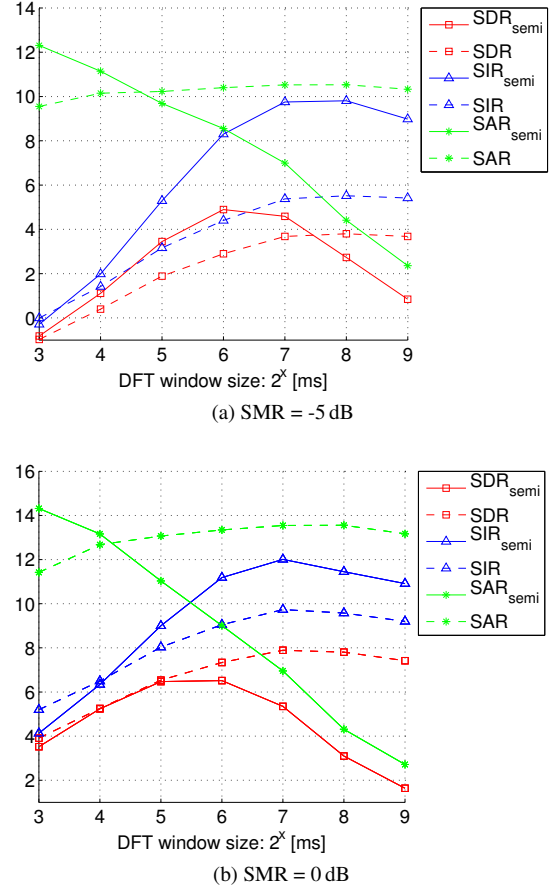 14
12
10
8
6
4
2
0
3 4 5 6 7 8 9
DFT window size: 2^x [ms]
SDR_semi
SDR
SIR_semi
SIR
SAR_semi
SAR
(a) SMR = -5 dB
16
14
12
10
8
6
4
2
3 4 5 6 7 8 9
DFT window size: 2^x [ms]
SDR_semi
SDR
SIR_semi
SIR
SAR_semi
SAR
(b) SMR = 0 dB